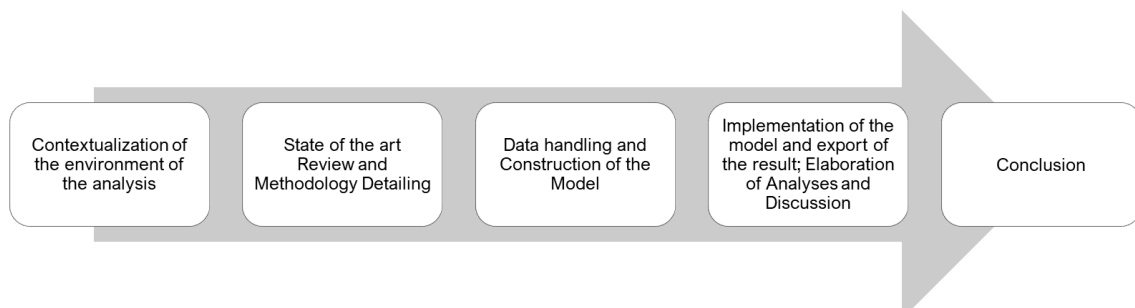 Contextualization of
the environment of
the analysis
State of the art
Review and
Methodology Detailing
Data handling and
Construction of the
Model
Implementation of the
model and export of
the result; Elaboration
of Analyses and
Discussion
Conclusion